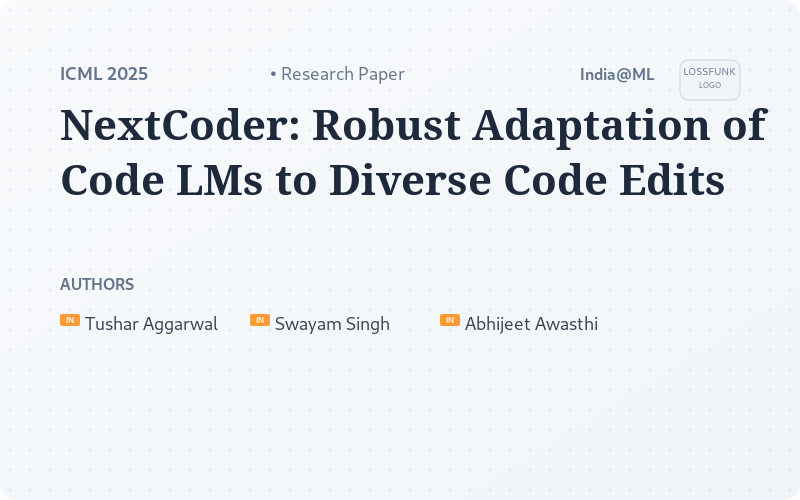 ICML 2025 • Research Paper India@ML LOSSFUNK
LOGO
NextCoder: Robust Adaptation of
Code LMs to Diverse Code Edits
AUTHORS
IN Tushar Aggarwal IN Swayam Singh IN Abhijeet Awasthi